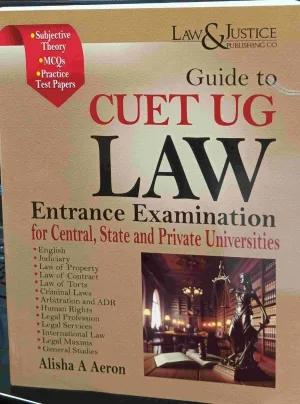 • Subjective
Theory
• MCQs
• Practice
Test Papers
LAW & JUSTICE
PUBLISHING CO
Guide to
CUET UG
LAW
Entrance Examination
for Central, State and Private Universities
• English
• Judiciary
• Law of Property
• Law of Contract
• Law of Torts
• Criminal Laws
• Arbitration and ADR
• Human Rights
• Legal Profession
• Legal Services
• International Law
• Legal Maxims
• General Studies
Alisha A Aeron